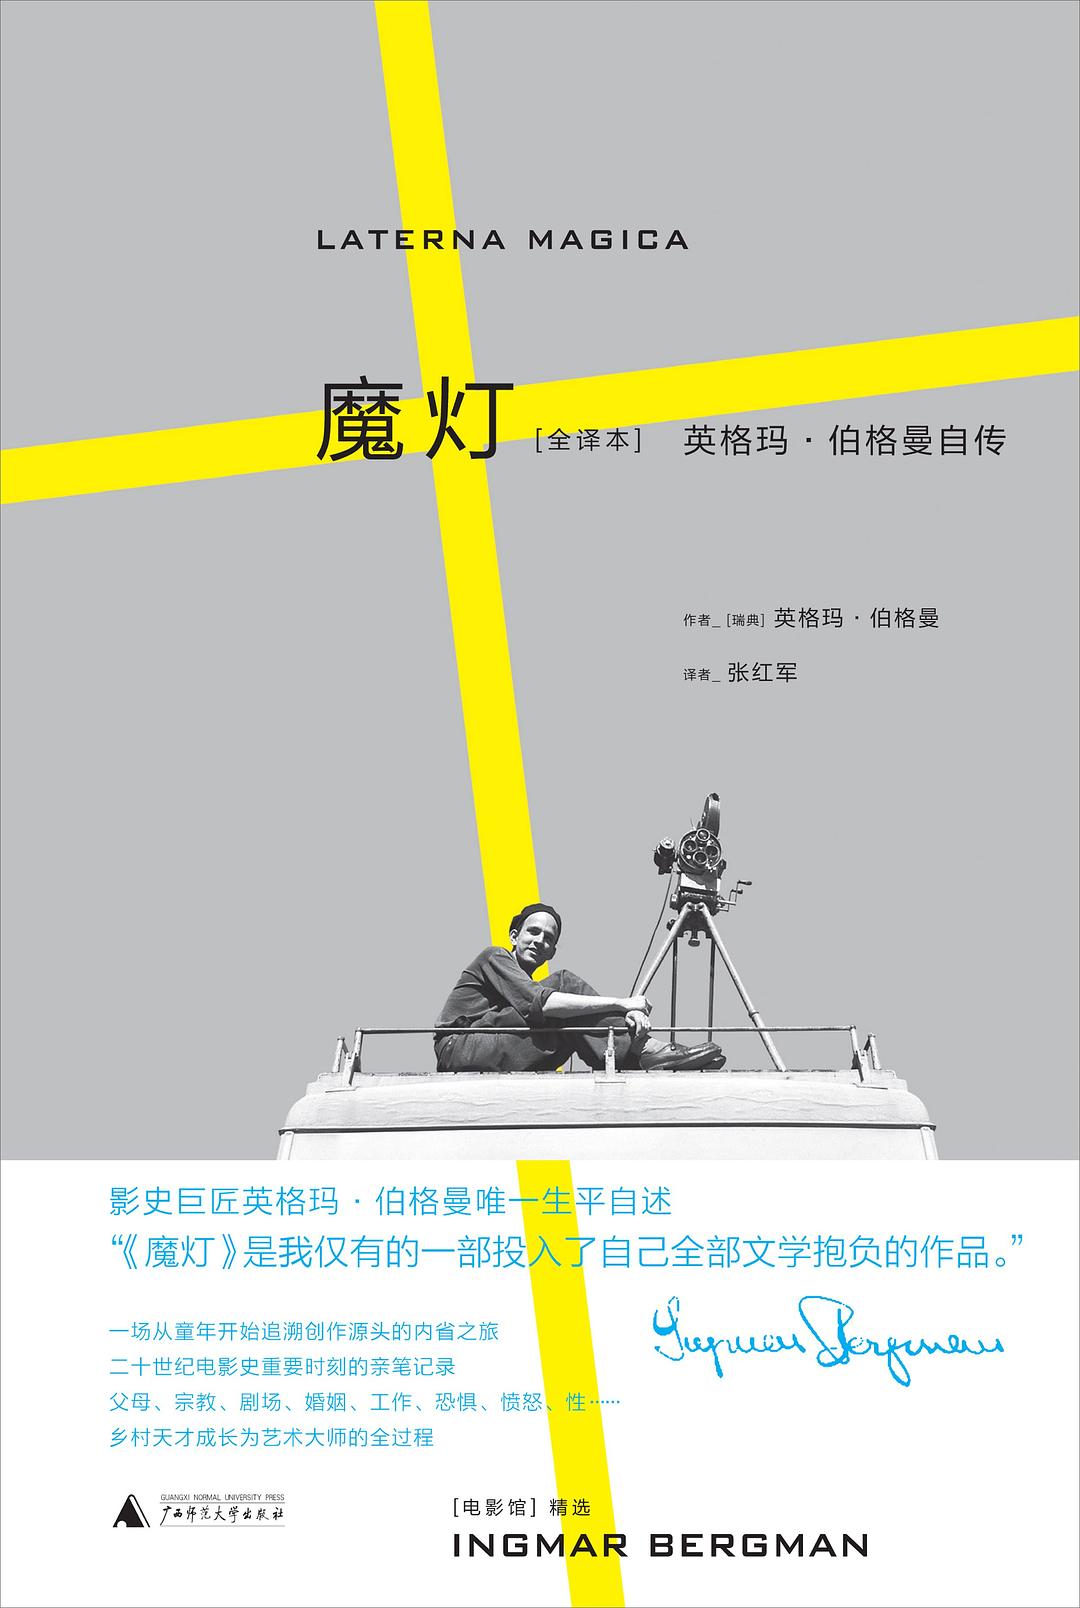 LATERNA MAGICA
魔灯 [全译本] 英格玛·伯格曼自传
作者_ [瑞典] 英格玛·伯格曼
译者_ 张红军
影史巨匠英格玛·伯格曼唯一生平自述
“《魔灯》是我仅有的一部投入了自己全部文学抱负的作品。”
Ingmar Bergman
一场从童年开始追溯创作源头的内省之旅
二十世纪电影史重要时刻的亲笔记录
父母、宗教、剧场、婚姻、工作、恐惧、愤怒、性……
乡村天才成长为艺术大师的全过程
GUANGXI NORMAL UNIVERSITY PRESS
广西师范大学出版社
[电影馆] 精选
INGMAR BERGMAN